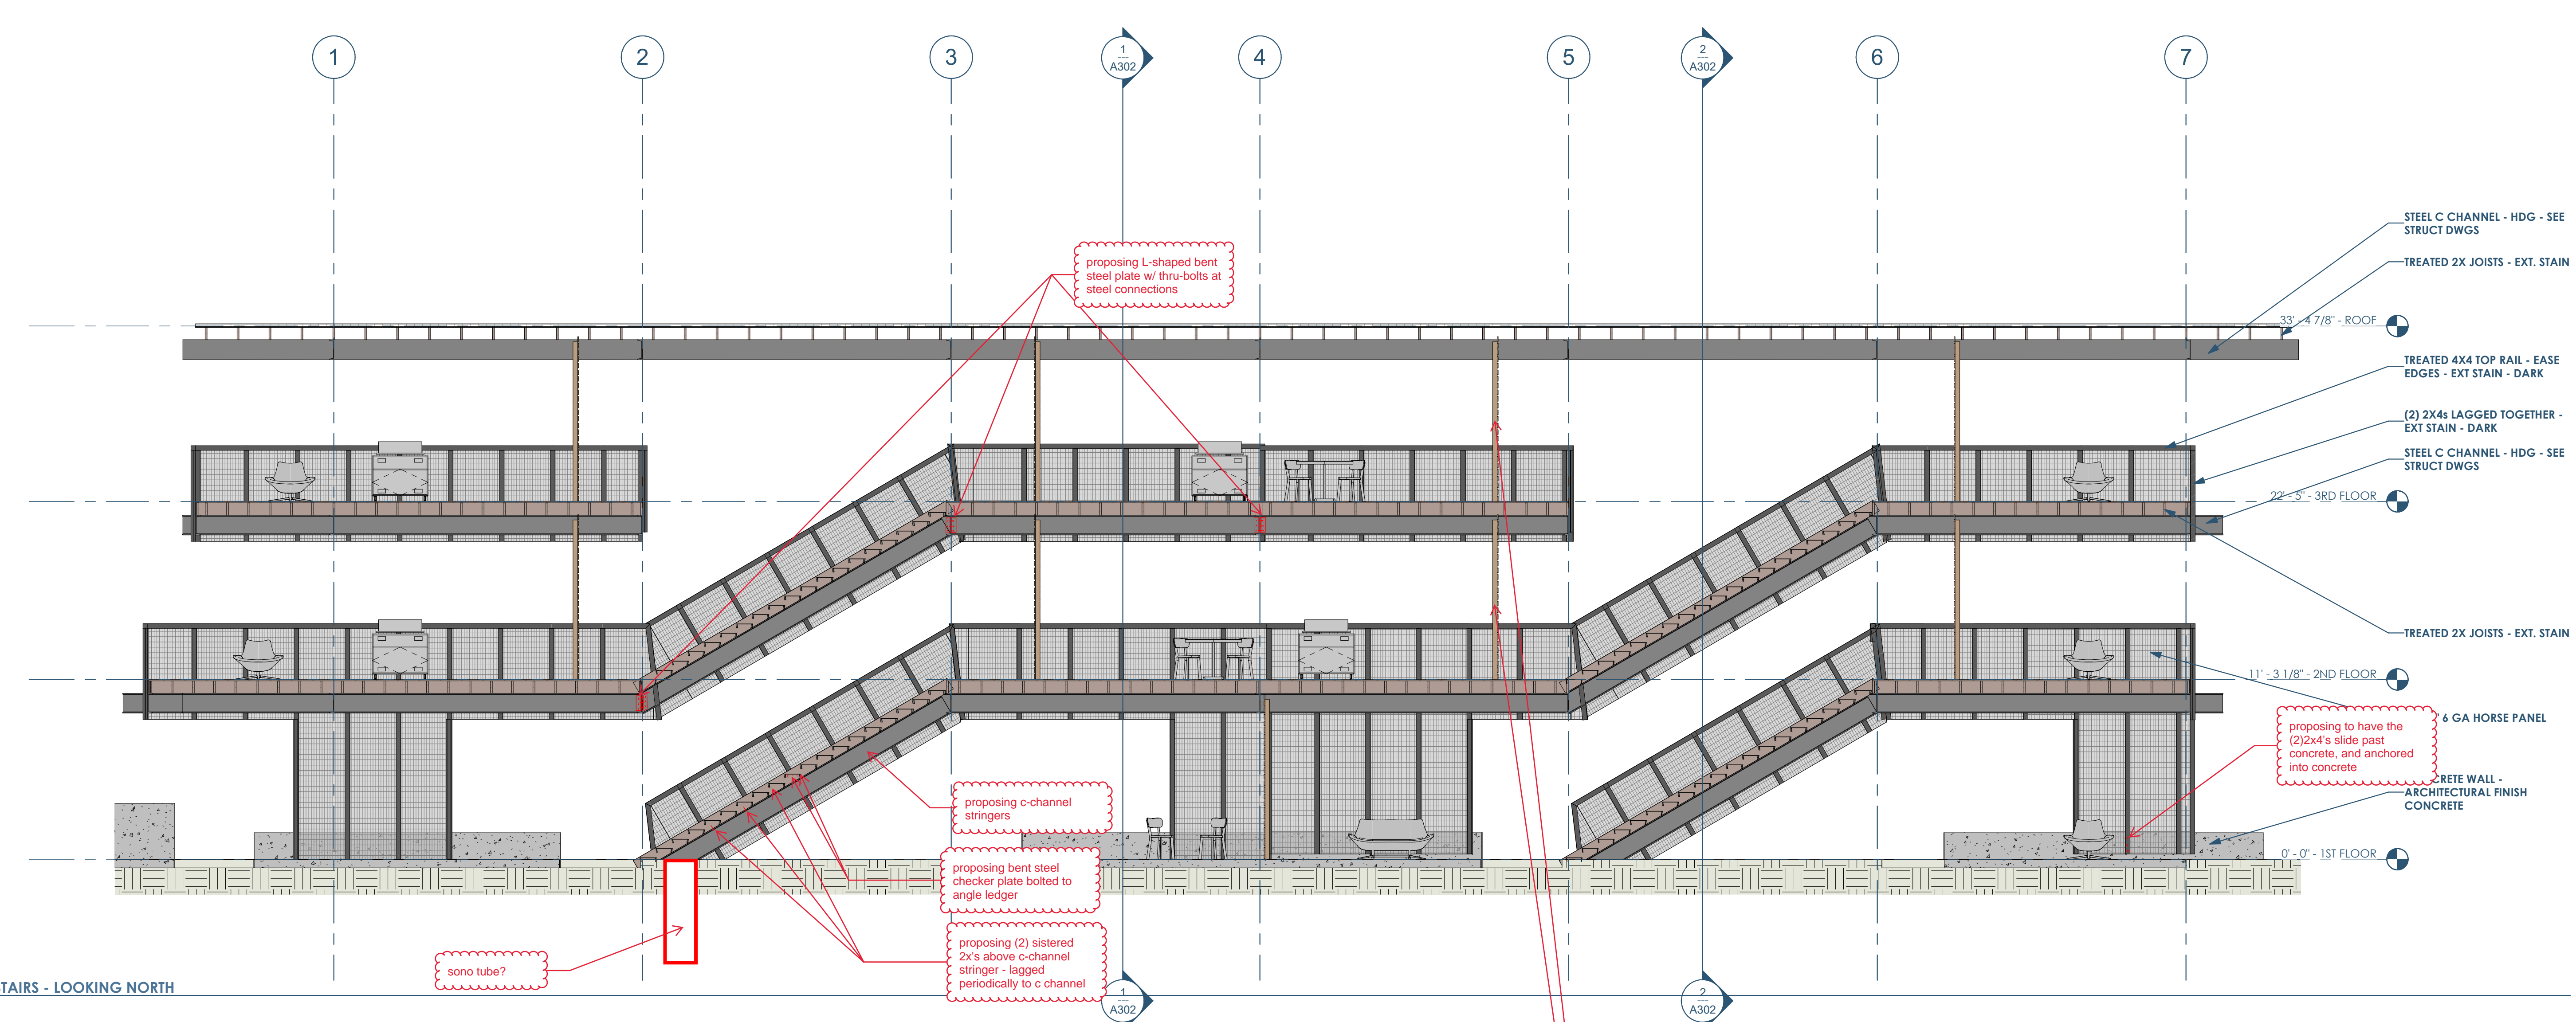 1
2
3
1
---
A302
4
5
2
---
A302
6
7
STEEL C CHANNEL - HDG - SEE
STRUCT DWGS
TREATED 2X JOISTS - EXT. STAIN
proposing L-shaped bent
steel plate w/ thru-bolts at
steel connections
33' - 4 7/8" - ROOF
TREATED 4X4 TOP RAIL - EASE
EDGES - EXT STAIN - DARK
(2) 2X4s LAGGED TOGETHER -
EXT STAIN - DARK
STEEL C CHANNEL - HDG - SEE
STRUCT DWGS
22' - 5" - 3RD FLOOR
TREATED 2X JOISTS - EXT. STAIN
11' - 3 1/8" - 2ND FLOOR
' 6 GA HORSE PANEL
proposing to have the
(2)2x4's slide past
concrete, and anchored
into concrete
CRETE WALL -
ARCHITECTURAL FINISH
CONCRETE
proposing c-channel
stringers
0' - 0" - 1ST FLOOR
proposing bent steel
checker plate bolted to
angle ledger
proposing (2) sistered
2x's above c-channel
stringer - lagged
periodically to c channel
sono tube?
TAIRS - LOOKING NORTH
1
---
A302
2
---
A302